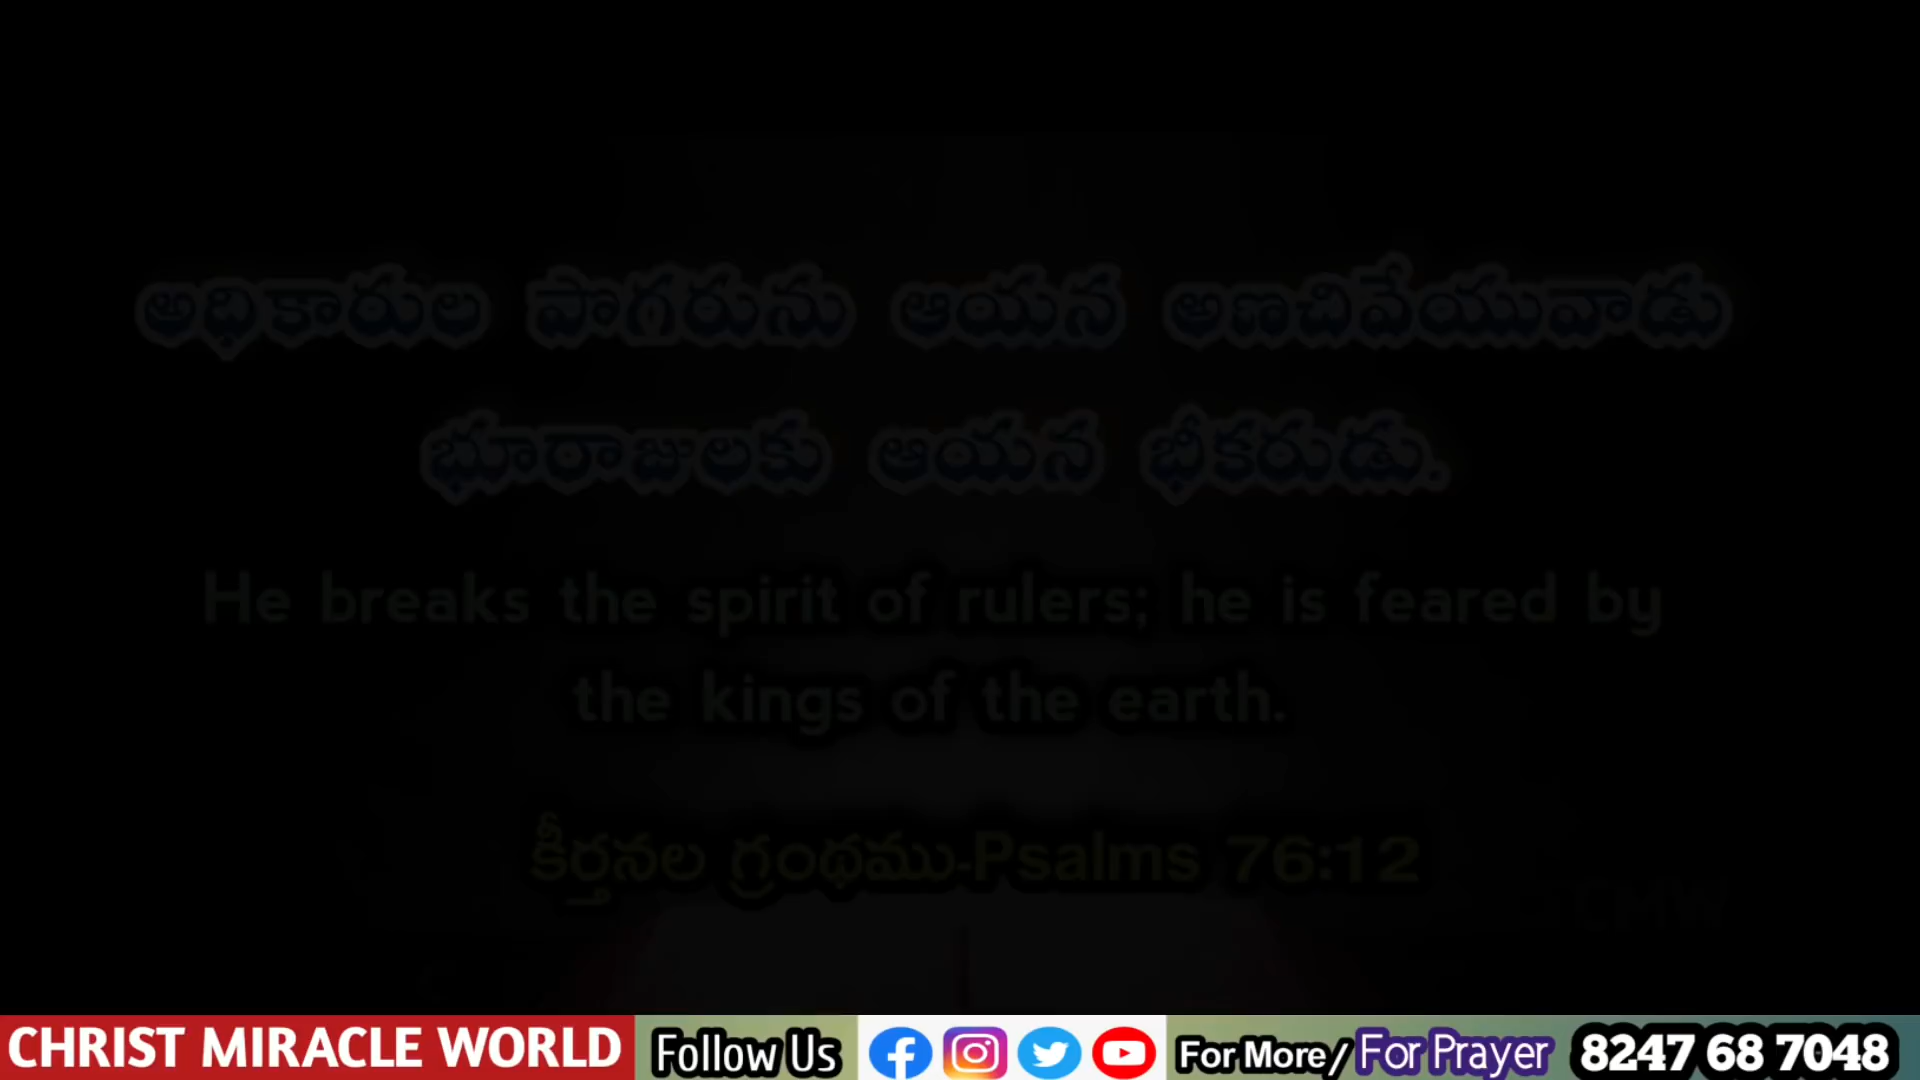 అధికారుల పొగరును ఆయన అణచివేయువాడు
భూరాజులకు ఆయన భీకరుడు.
He breaks the spirit of rulers; he is feared by
the kings of the earth.
కీర్తనల గ్రంథము-Psalms 76:12
CMW
CHRIST MIRACLE WORLD Follow Us For More/ For Prayer 8247 68 7048